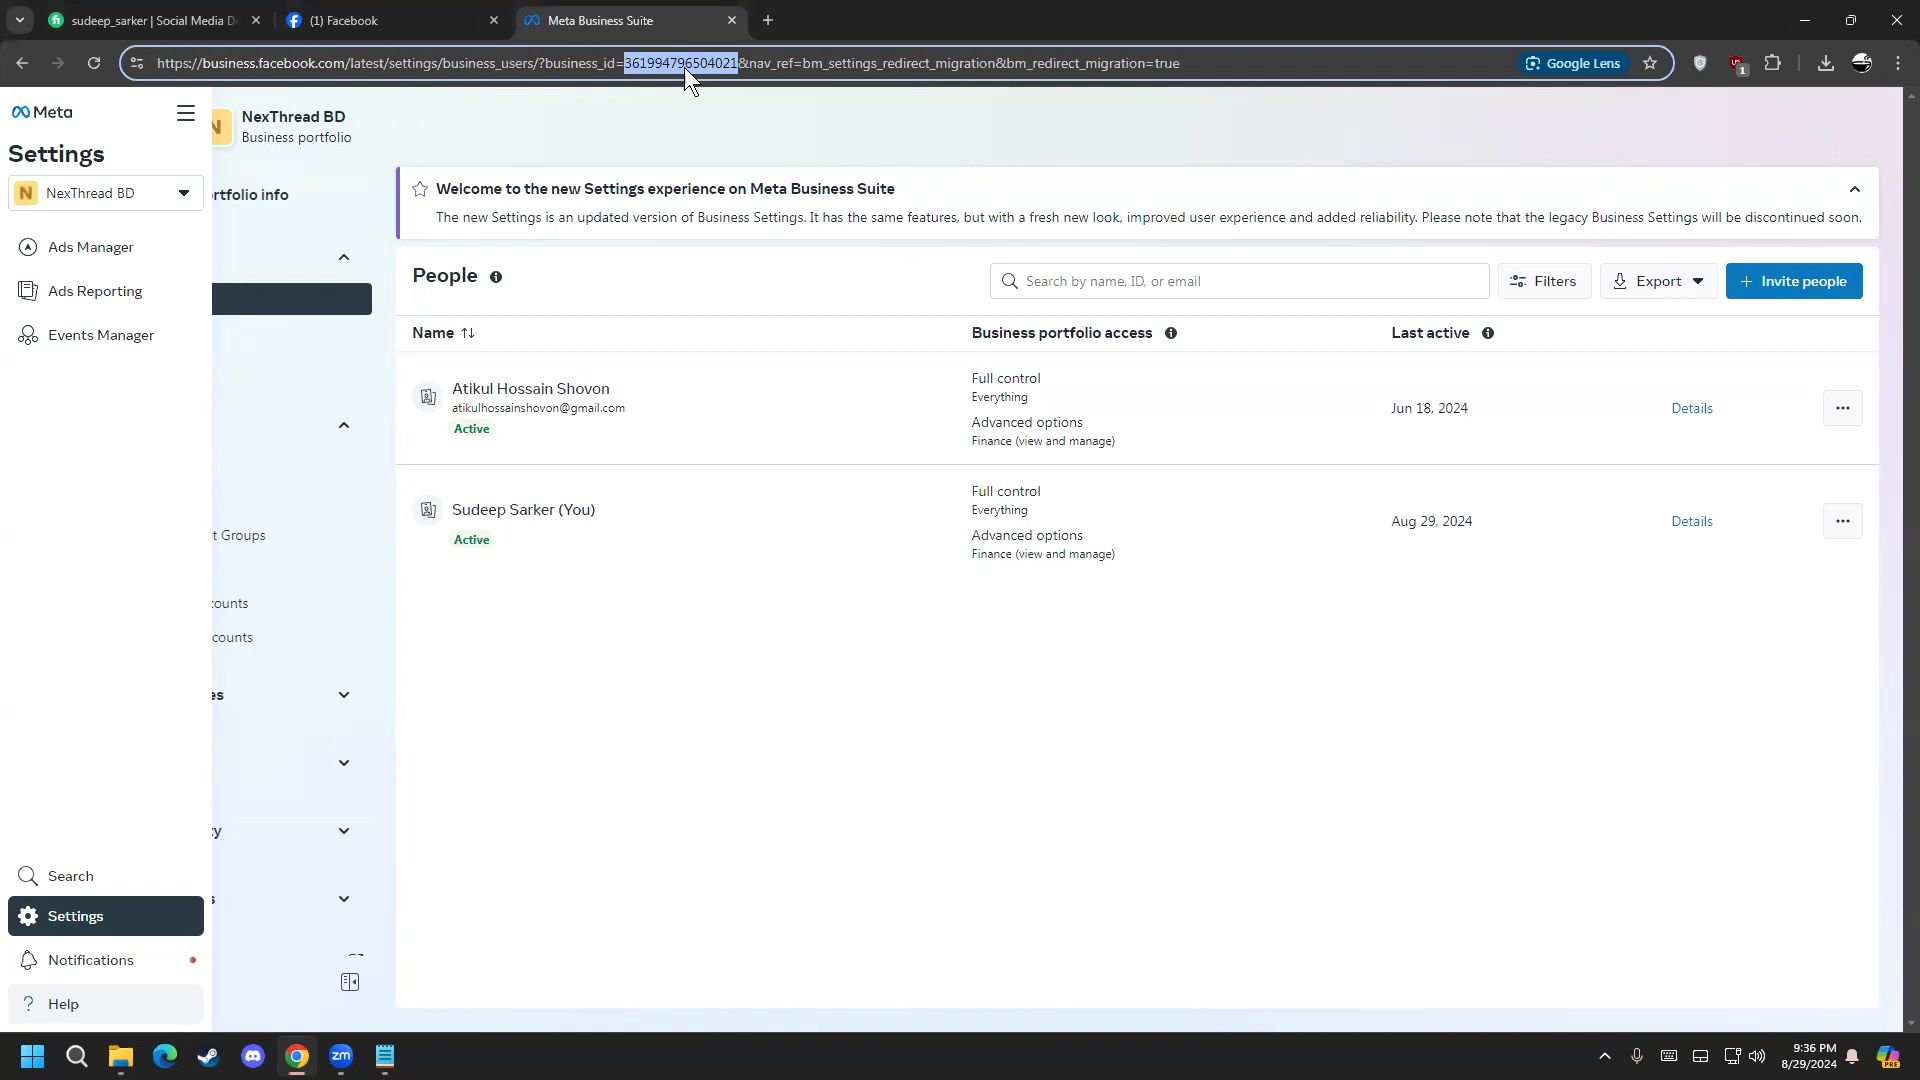 sudeep_sarker | Social Media D
(1) Facebook
Meta Business Suite
https://business.facebook.com/latest/settings/business_users/?business_id=361994796504021&nav_ref=bm_settings_redirect_migration&bm_redirect_migration=true
Google Lens
1
Meta
Settings
N NexThread BD
Ads Manager
Ads Reporting
Events Manager
Search
Settings
Notifications
Help
N
NexThread BD
Business portfolio
rtfolio info
t Groups
counts
counts
es
s
Welcome to the new Settings experience on Meta Business Suite
The new Settings is an updated version of Business Settings. It has the same features, but with a fresh new look, improved user experience and added reliability. Please note that the legacy Business Settings will be discontinued soon.
People
Search by name, ID, or email
Filters
Export
+ Invite people
Name
Business portfolio access
Last active
Atikul Hossain Shovon
atikulhossainshovon@gmail.com
Active
Full control
Everything
Advanced options
Finance (view and manage)
Jun 18, 2024
Details
Sudeep Sarker (You)
Active
Full control
Everything
Advanced options
Finance (view and manage)
Aug 29, 2024
Details
zm
9:36 PM
8/29/2024
PRE